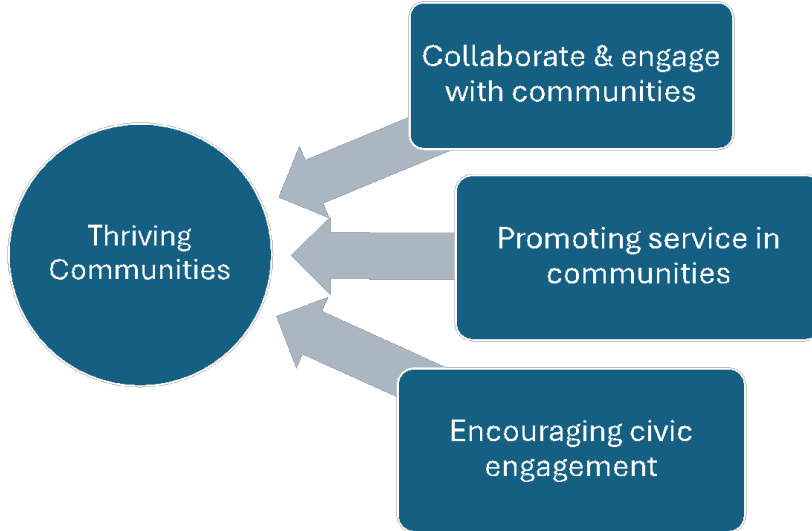 Collaborate & engage
with communities
Thriving
Communities
Promoting service in
communities
Encouraging civic
engagement